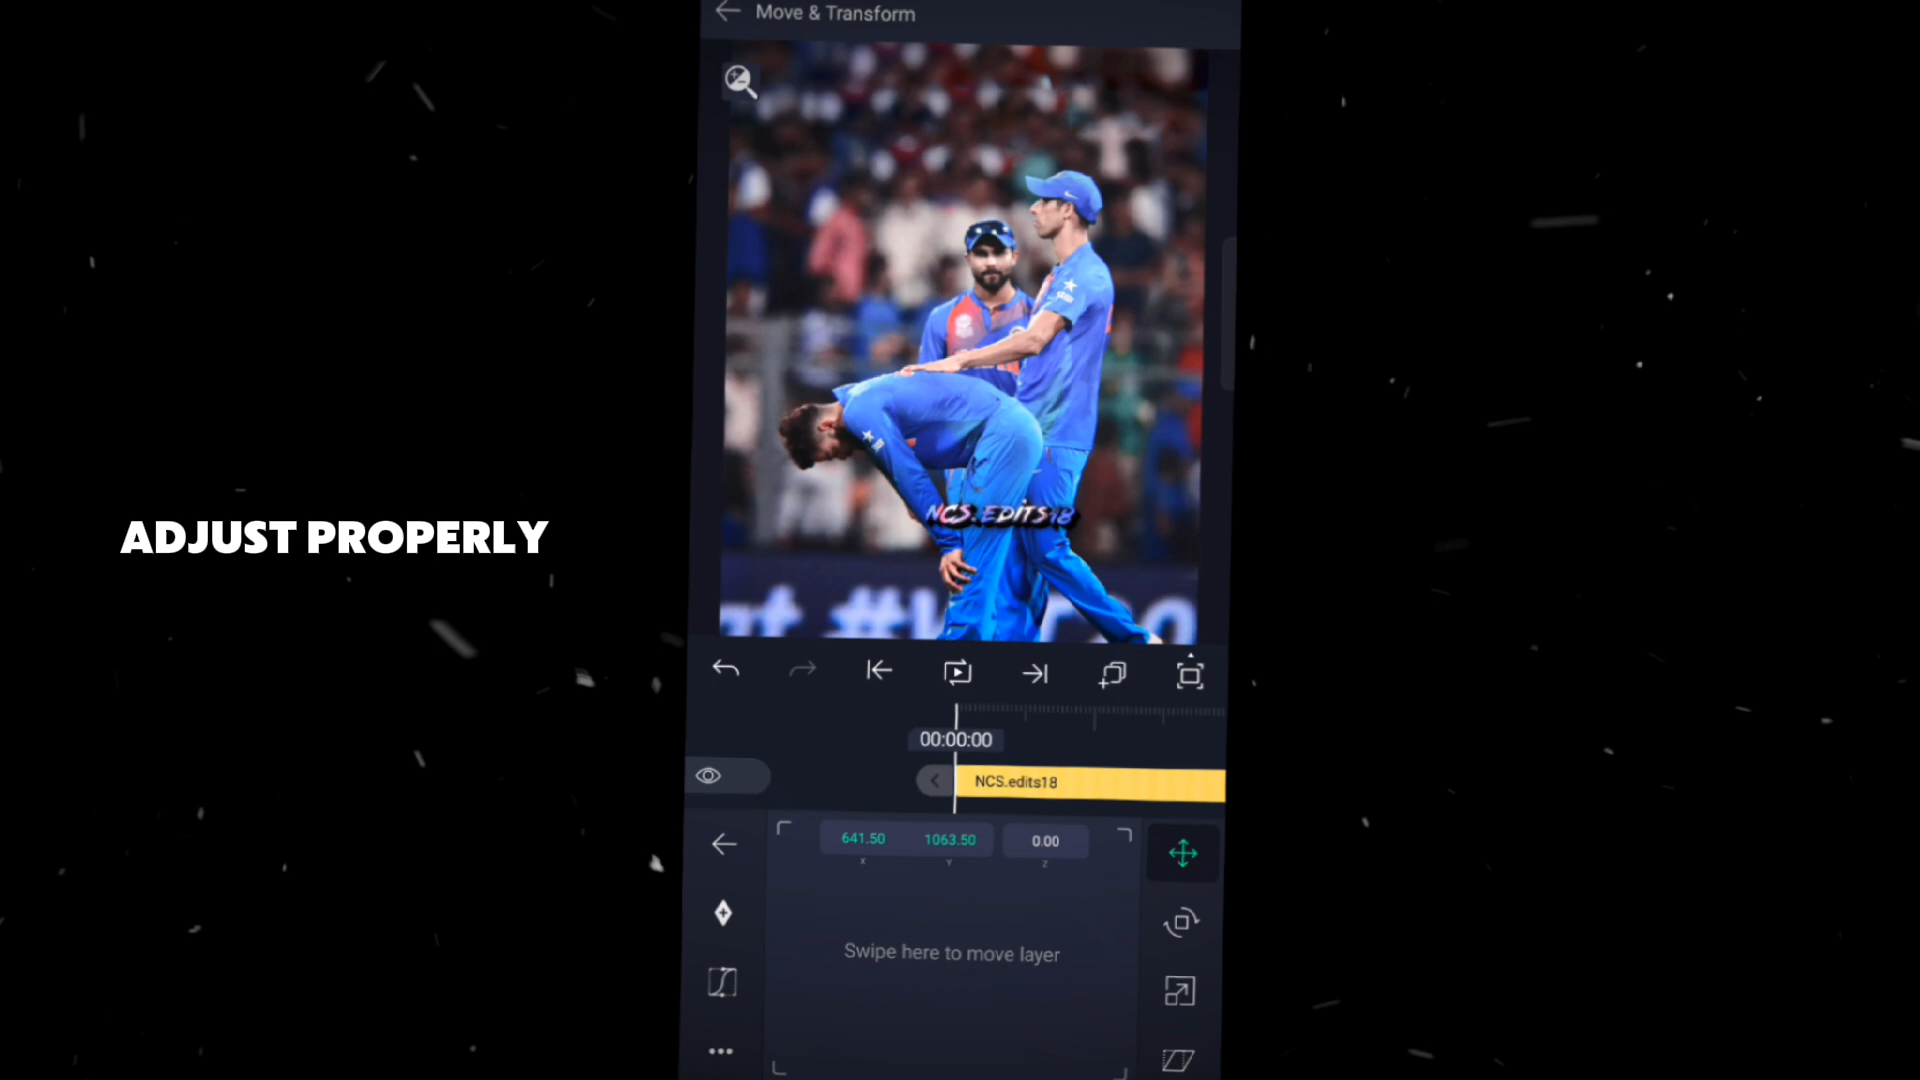 Move & Transform
NCS.EDITS18
ADJUST PROPERLY
00:00:00
NCS.edits18
641.50 1063.50 0.00
X Y Z
Swipe here to move layer